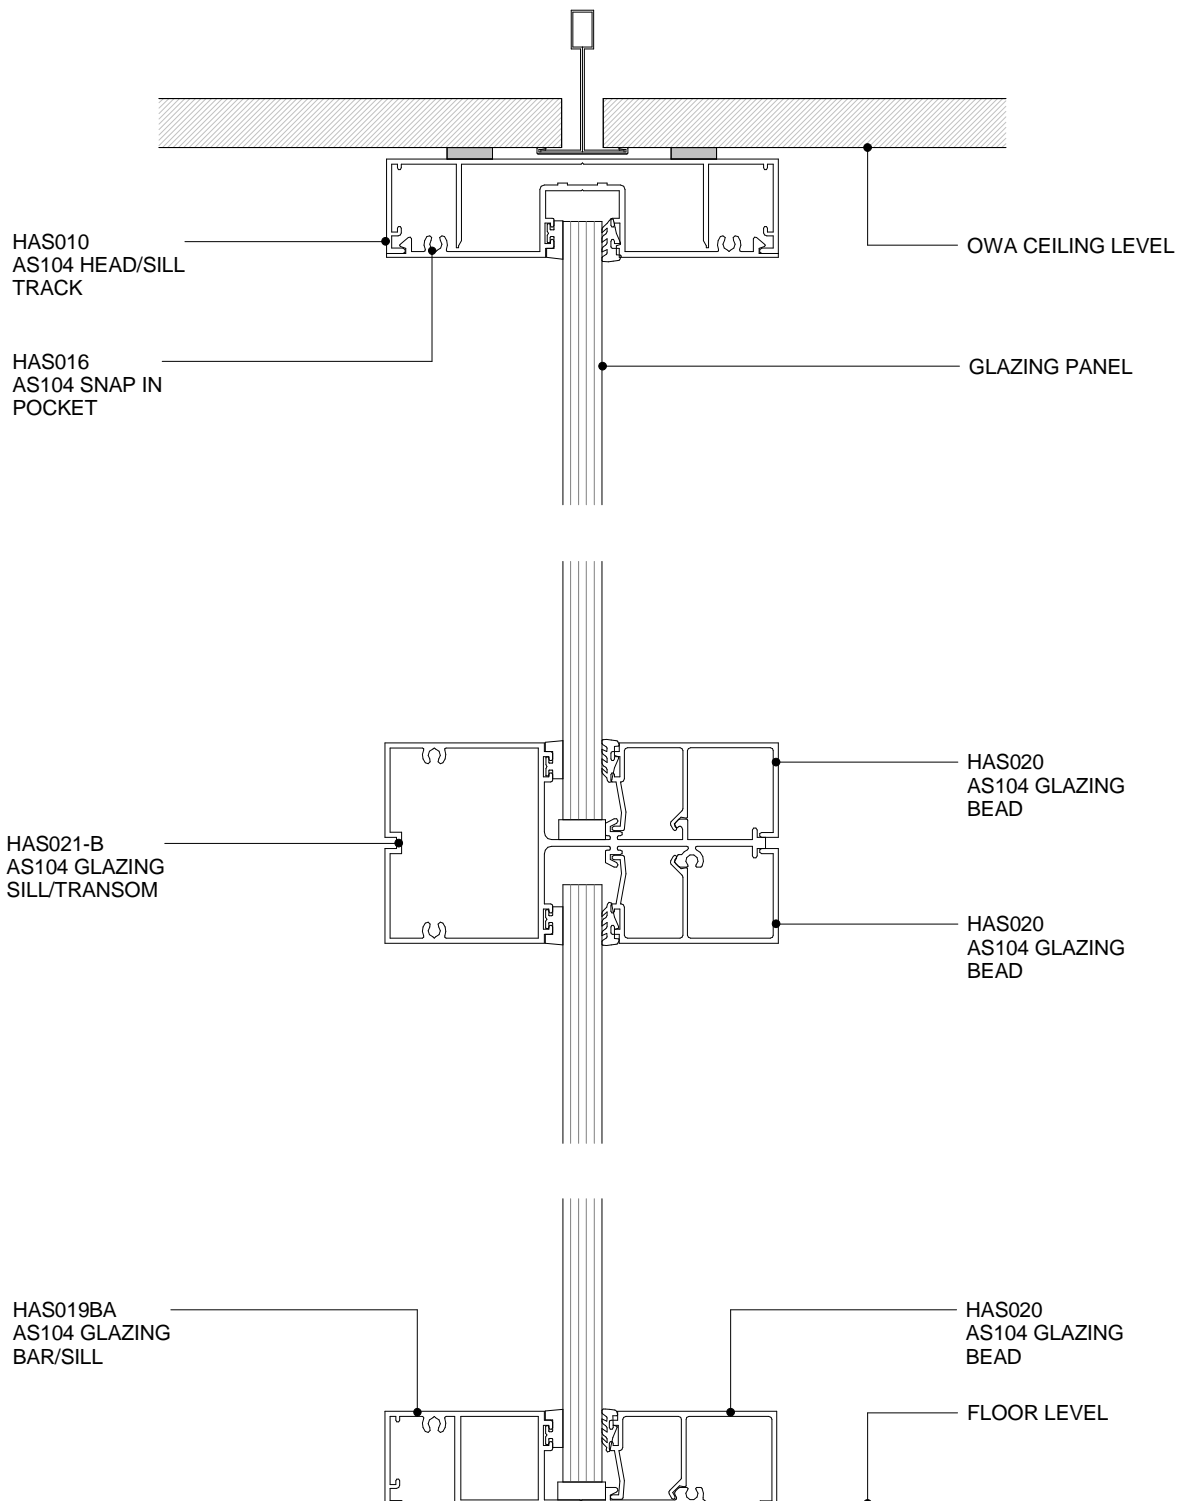 HAS010
AS104 HEAD/SILL
TRACK
OWA CEILING LEVEL
HAS016
AS104 SNAP IN
POCKET
GLAZING PANEL
HAS020
AS104 GLAZING
BEAD
HAS021-B
AS104 GLAZING
SILL/TRANSOM
HAS020
AS104 GLAZING
BEAD
HAS019BA
AS104 GLAZING
BAR/SILL
HAS020
AS104 GLAZING
BEAD
FLOOR LEVEL